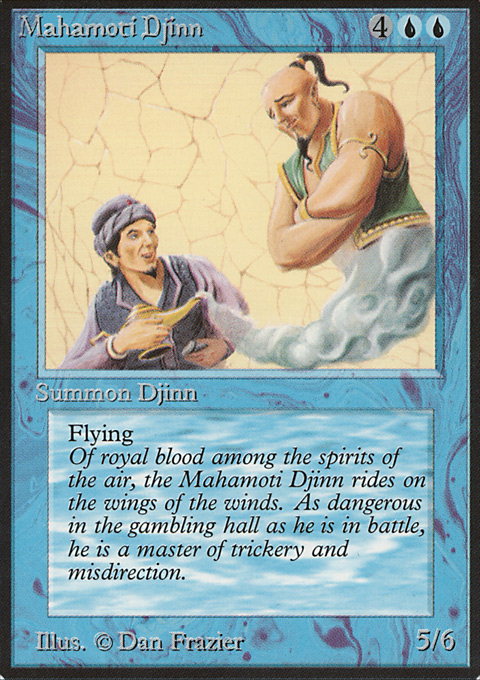 Mahamoti Djinn 4
Summon Djinn
Flying
Of royal blood among the spirits of
the air, the Mahamoti Djinn rides on
the wings of the winds. As dangerous
in the gambling hall as he is in battle,
he is a master of trickery and
misdirection.
Illus. © Dan Frazier 5/6